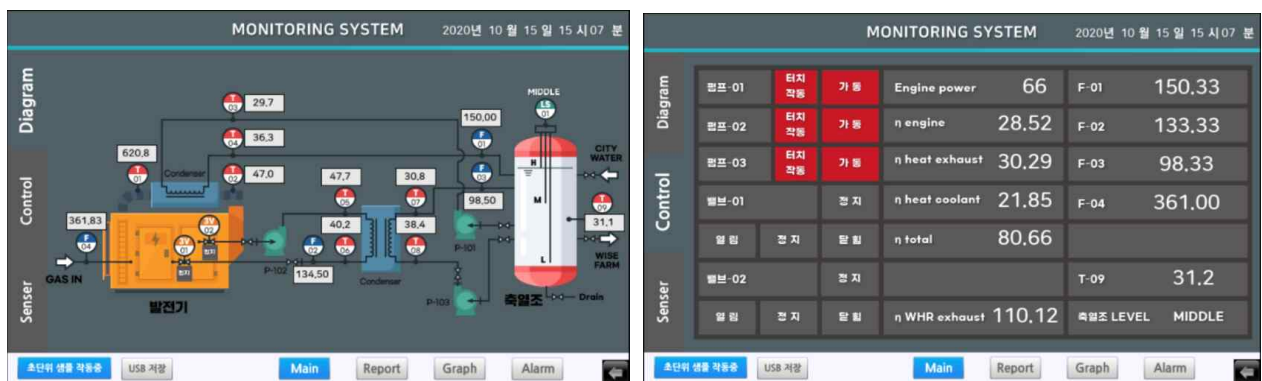 MONITORING SYSTEM 2020년 10 월 15 일 15 시 07 분
Diagram
Control
Senser
MIDDLE
LS 01
T 03 29.7
150.00
F 01
T 04 36.3
620.8
T 01
Condenser
T 02 47.0
47.7
30.8
CITY WATER
H
F 03
T 05
T 07
98.50
M
T 09
361.83
40.2
38.4
31.1
F 04
EV 02
EV 01
정지
정지
F 02
T 06
T 08
P-101
WISE FARM
GAS IN
P-102
134.50
Condenser
L
발전기
P-103
축열조
Drain
초단위 샘플 작동중 USB 저장 Main Report Graph Alarm
MONITORING SYSTEM 2020년 10 월 15 일 15 시 07 분
Diagram
Control
Senser
펌프-01 터치 작동 가 동 Engine power 66 F-01 150.33
펌프-02 터치 작동 가 동 η engine 28.52 F-02 133.33
펌프-03 터치 작동 가 동 η heat exhaust 30.29 F-03 98.33
밸브-01 정 지 η heat coolant 21.85 F-04 361.00
열 림 정 지 닫 힘 η total 80.66
밸브-02 정 지 T-09 31.2
열 림 정 지 닫 힘 η WHR exhaust 110.12 축열조 LEVEL MIDDLE
초단위 샘플 작동중 USB 저장 Main Report Graph Alarm